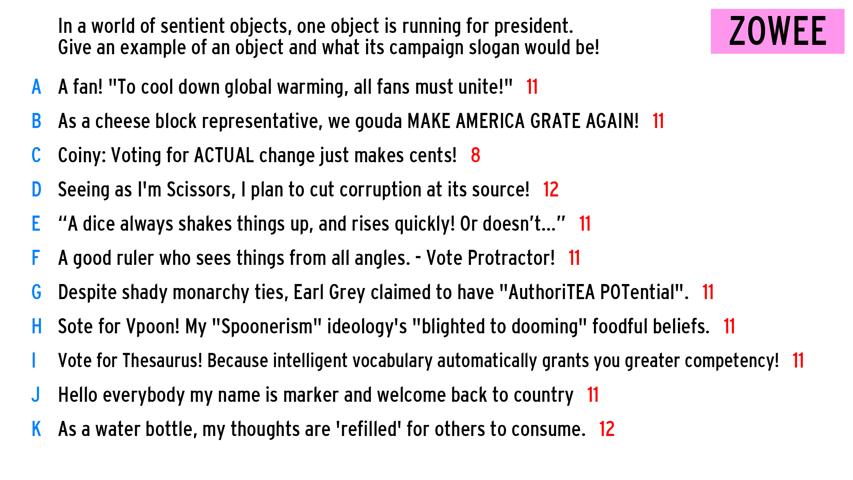 In a world of sentient objects, one object is running for president.
Give an example of an object and what its campaign slogan would be!
ZOWEE
A A fan! "To cool down global warming, all fans must unite!" 11
B As a cheese block representative, we gouda MAKE AMERICA GRATE AGAIN! 11
C Coiny: Voting for ACTUAL change just makes cents! 8
D Seeing as I'm Scissors, I plan to cut corruption at its source! 12
E “A dice always shakes things up, and rises quickly! Or doesn’t...” 11
F A good ruler who sees things from all angles. - Vote Protractor! 11
G Despite shady monarchy ties, Earl Grey claimed to have "AuthoriTEA POTential". 11
H Sote for Vpoon! My "Spoonerism" ideology's "blighted to dooming" foodful beliefs. 11
I Vote for Thesaurus! Because intelligent vocabulary automatically grants you greater competency! 11
J Hello everybody my name is marker and welcome back to country 11
K As a water bottle, my thoughts are 'refilled' for others to consume. 12